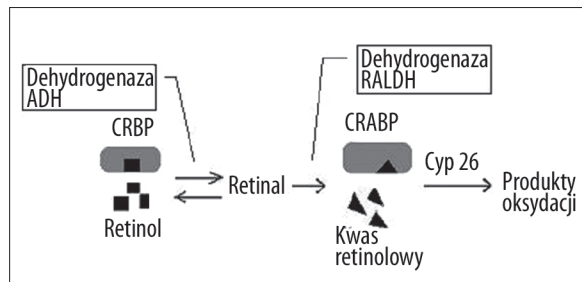 Dehydrogenaza
ADH
CRBP
Retinol
Retinal
Dehydrogenaza
RALDH
CRABP
Kwas
retinolowy
Cyp 26
Produkty
oksydacji